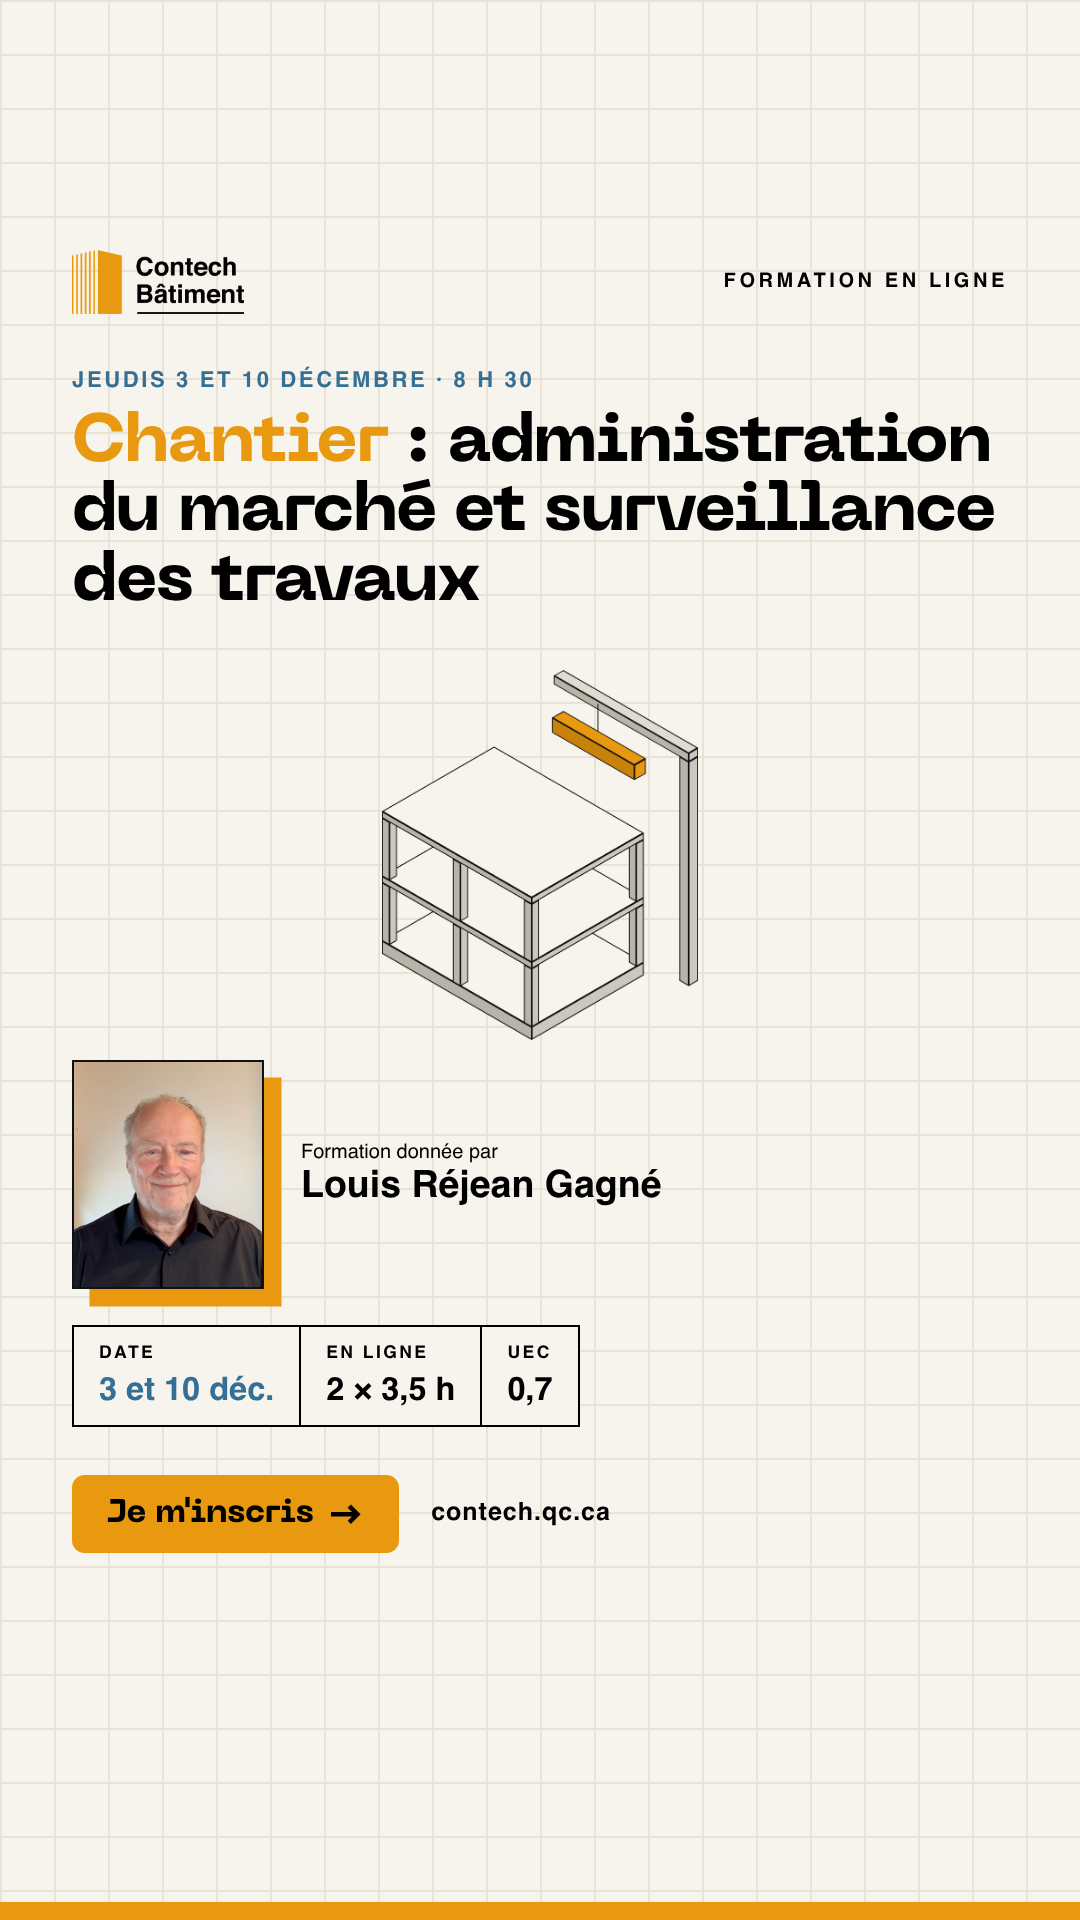 Contech
Bâtiment
FORMATION EN LIGNE
JEUDIS 3 ET 10 DÉCEMBRE · 8 H 30
Chantier : administration
du marché et surveillance
des travaux
Formation donnée par
Louis Réjean Gagné
DATE
3 et 10 déc.
EN LIGNE
2 × 3,5 h
UEC
0,7
Je m'inscris →
contech.qc.ca